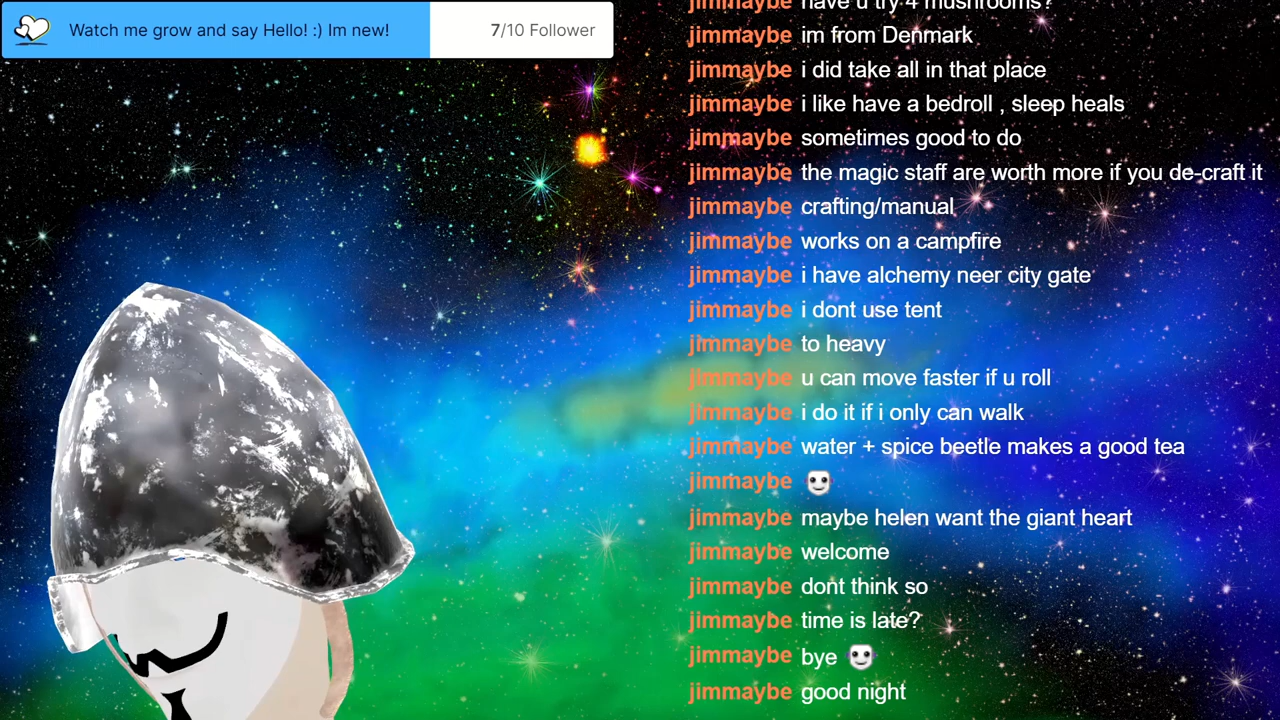 Watch me grow and say Hello! :) Im new!
7/10 Follower
jimmaybe have u try 4 mushrooms?
jimmaybe im from Denmark
jimmaybe i did take all in that place
jimmaybe i like have a bedroll , sleep heals
jimmaybe sometimes good to do
jimmaybe the magic staff are worth more if you de-craft it
jimmaybe crafting/manual
jimmaybe works on a campfire
jimmaybe i have alchemy neer city gate
jimmaybe i dont use tent
jimmaybe to heavy
jimmaybe u can move faster if u roll
jimmaybe i do it if i only can walk
jimmaybe water + spice beetle makes a good tea
jimmaybe
jimmaybe maybe helen want the giant heart
jimmaybe welcome
jimmaybe dont think so
jimmaybe time is late?
jimmaybe bye
jimmaybe good night